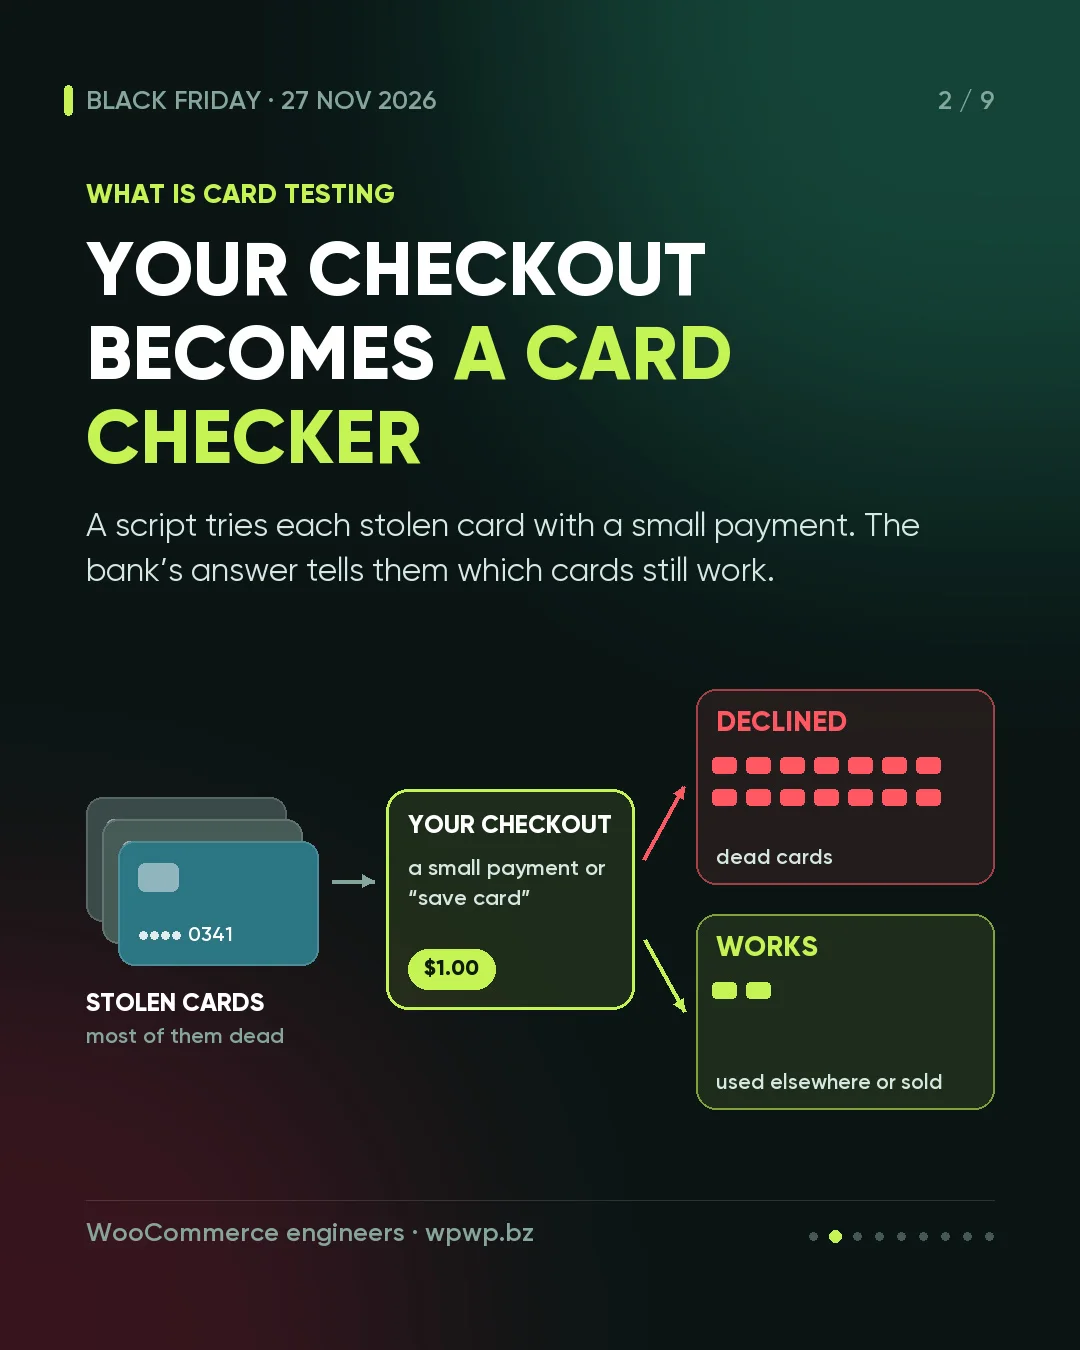 BLACK FRIDAY · 27 NOV 2026
2 / 9
WHAT IS CARD TESTING
YOUR CHECKOUT
BECOMES A CARD
CHECKER
A script tries each stolen card with a small payment. The
bank’s answer tells them which cards still work.
•••• 0341
STOLEN CARDS
most of them dead
YOUR CHECKOUT
a small payment or
“save card”
$1.00
DECLINED
dead cards
WORKS
used elsewhere or sold
WooCommerce engineers · wpwp.bz